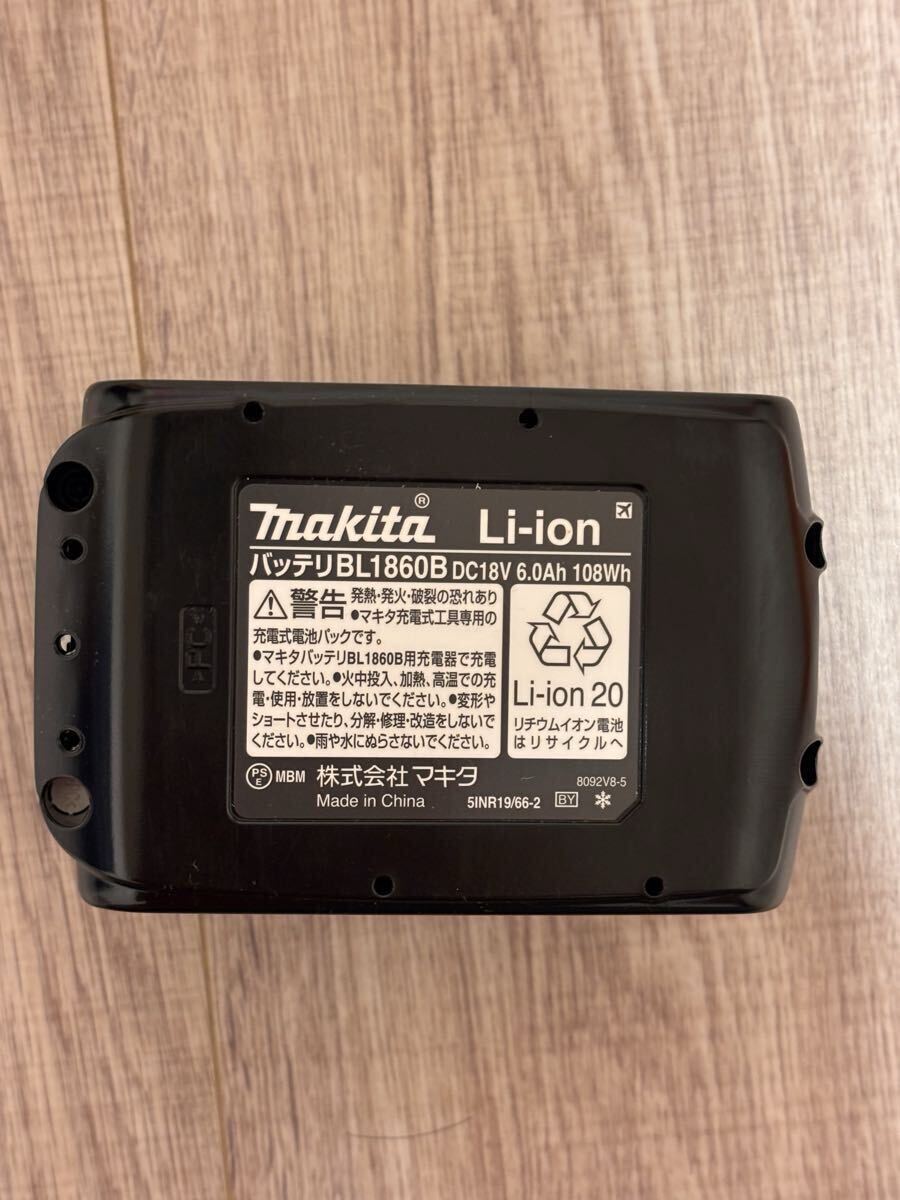 makita® Li-ion
バッテリBL1860B DC18V 6.0Ah 108Wh
警告 発熱・発火・破裂の恐れあり
●マキタ充電式工具専用の
充電式電池パックです。
●マキタバッテリBL1860B用充電器で充電
してください。●火中投入、加熱、高温での充
電・使用・放置をしないでください。●変形や
ショートさせたり、分解・修理・改造をしないで
ください。●雨や水にぬらさないでください。
Li-ion 20
リチウムイオン電池
はリサイクルへ
PS
E
MBM 株式会社 マキタ
8092V8-5
Made in China
5INR19/66-2 BY